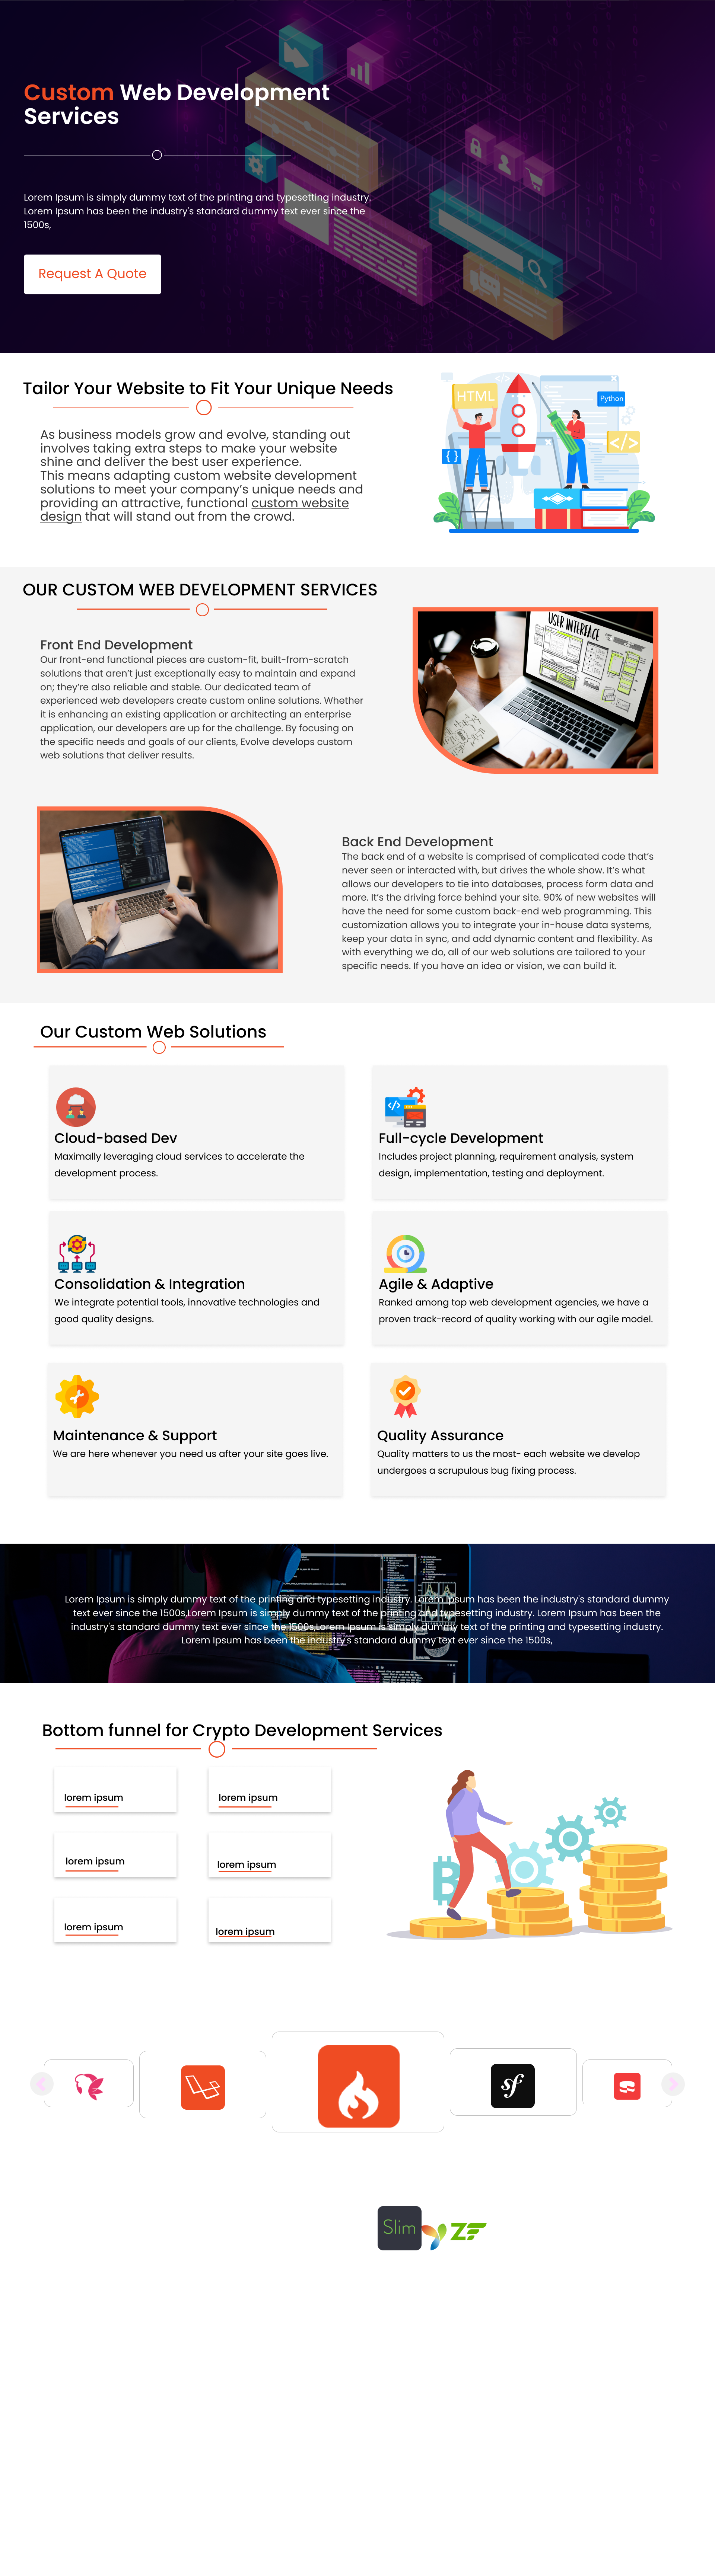 Custom Web Development
Services
Lorem Ipsum is simply dummy text of the printing and typesetting industry.
Lorem Ipsum has been the industry's standard dummy text ever since the
1500s,
Request A Quote
Tailor Your Website to Fit Your Unique Needs
As business models grow and evolve, standing out
involves taking extra steps to make your website
shine and deliver the best user experience.
This means adapting custom website development
solutions to meet your company's unique needs and
providing an attractive, functional custom website
design that will stand out from the crowd.
HTML
Python
</>
{ }
OUR CUSTOM WEB DEVELOPMENT SERVICES
Front End Development
Our front-end functional pieces are custom-fit, built-from-scratch
solutions that aren't just exceptionally easy to maintain and expand
on; they're also reliable and stable. Our dedicated team of
experienced web developers create custom online solutions. Whether
it is enhancing an existing application or architecting an enterprise
application, our developers are up for the challenge. By focusing on
the specific needs and goals of our clients, Evolve develops custom
web solutions that deliver results.
USER INTERFACE
Back End Development
The back end of a website is comprised of complicated code that's
never seen or interacted with, but drives the whole show. It's what
allows our developers to tie into databases, process form data and
more. It's the driving force behind your site. 90% of new websites will
have the need for some custom back-end web programming. This
customization allows you to integrate your in-house data systems,
keep your data in sync, and add dynamic content and flexibility. As
with everything we do, all of our web solutions are tailored to your
specific needs. If you have an idea or vision, we can build it.
Our Custom Web Solutions
Cloud-based Dev
Maximally leveraging cloud services to accelerate the
development process.
Full-cycle Development
Includes project planning, requirement analysis, system
design, implementation, testing and deployment.
Consolidation & Integration
We integrate potential tools, innovative technologies and
good quality designs.
Agile & Adaptive
Ranked among top web development agencies, we have a
proven track-record of quality working with our agile model.
Maintenance & Support
We are here whenever you need us after your site goes live.
Quality Assurance
Quality matters to us the most- each website we develop
undergoes a scrupulous bug fixing process.
Lorem Ipsum is simply dummy text of the printing and typesetting industry. Lorem Ipsum has been the industry's standard dummy
text ever since the 1500s,Lorem Ipsum is simply dummy text of the printing and typesetting industry. Lorem Ipsum has been the
industry's standard dummy text ever since the 1500s,Lorem Ipsum is simply dummy text of the printing and typesetting industry.
Lorem Ipsum has been the industry's standard dummy text ever since the 1500s,
Bottom funnel for Crypto Development Services
lorem ipsum
lorem ipsum
lorem ipsum
lorem ipsum
lorem ipsum
lorem ipsum
sf
Slim
ZF